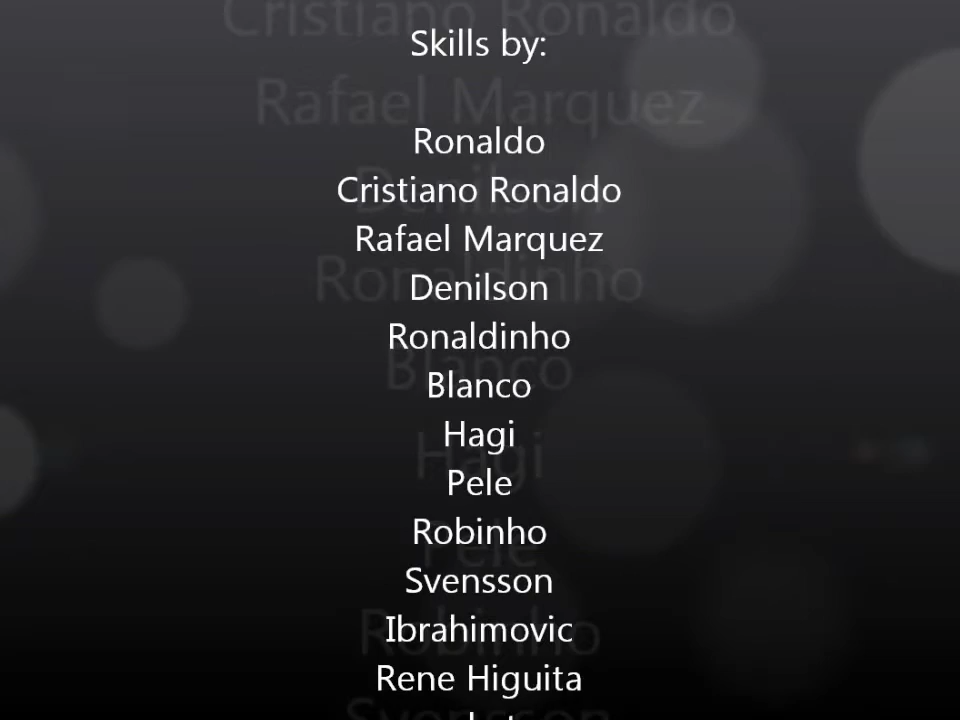 Skills by:
Ronaldo
Cristiano Ronaldo
Rafael Marquez
Denilson
Ronaldinho
Blanco
Hagi
Pele
Robinho
Svensson
Ibrahimovic
Rene Higuita